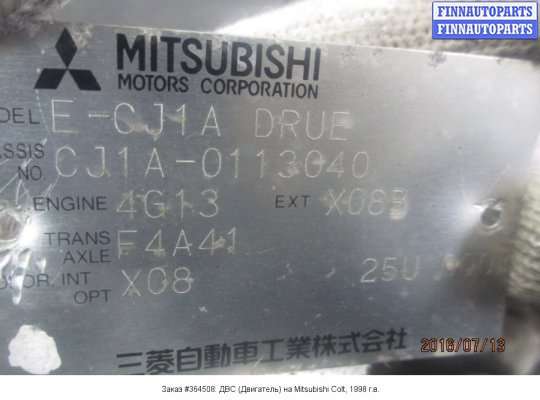 FINNAUTOPARTS
FINNAUTOPARTS
FINNAUTOPARTS
MITSUBISHI
MOTORS CORPORATION
E-CJ1A DRUE
NO. CJ1A-0113040
ENGINE 4G13 EXT X08B
TRANS AXLE F4A41
INT OPT X08 25U
三菱自動車工業株式会社
2016/07/13
Заказ #364508: ДВС (Двигатель) на Mitsubishi Colt, 1998 г.в.